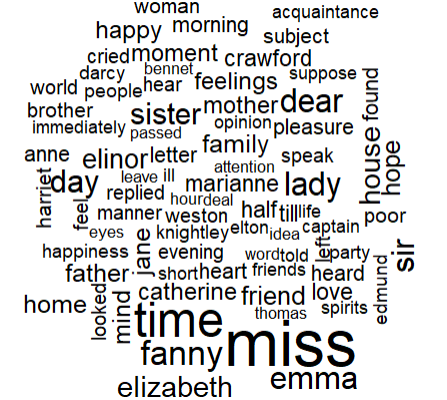 woman
acquaintance
happy morning
subject
cried moment crawford
darcy bennet feelings suppose
world people hear
brother sister mother dear
immediately passed opinion pleasure
found
house
hope
anne elinor letter family speak
attention
harriet day leave ill marianne lady
replied hour deal
feel manner weston half till life poor
eyes knightley elton idea captain
happiness jane evening word told left party sir
father short heart friends heard
edmund
home looked mind catherine friend love
thomas spirits
time
fanny miss
elizabeth emma